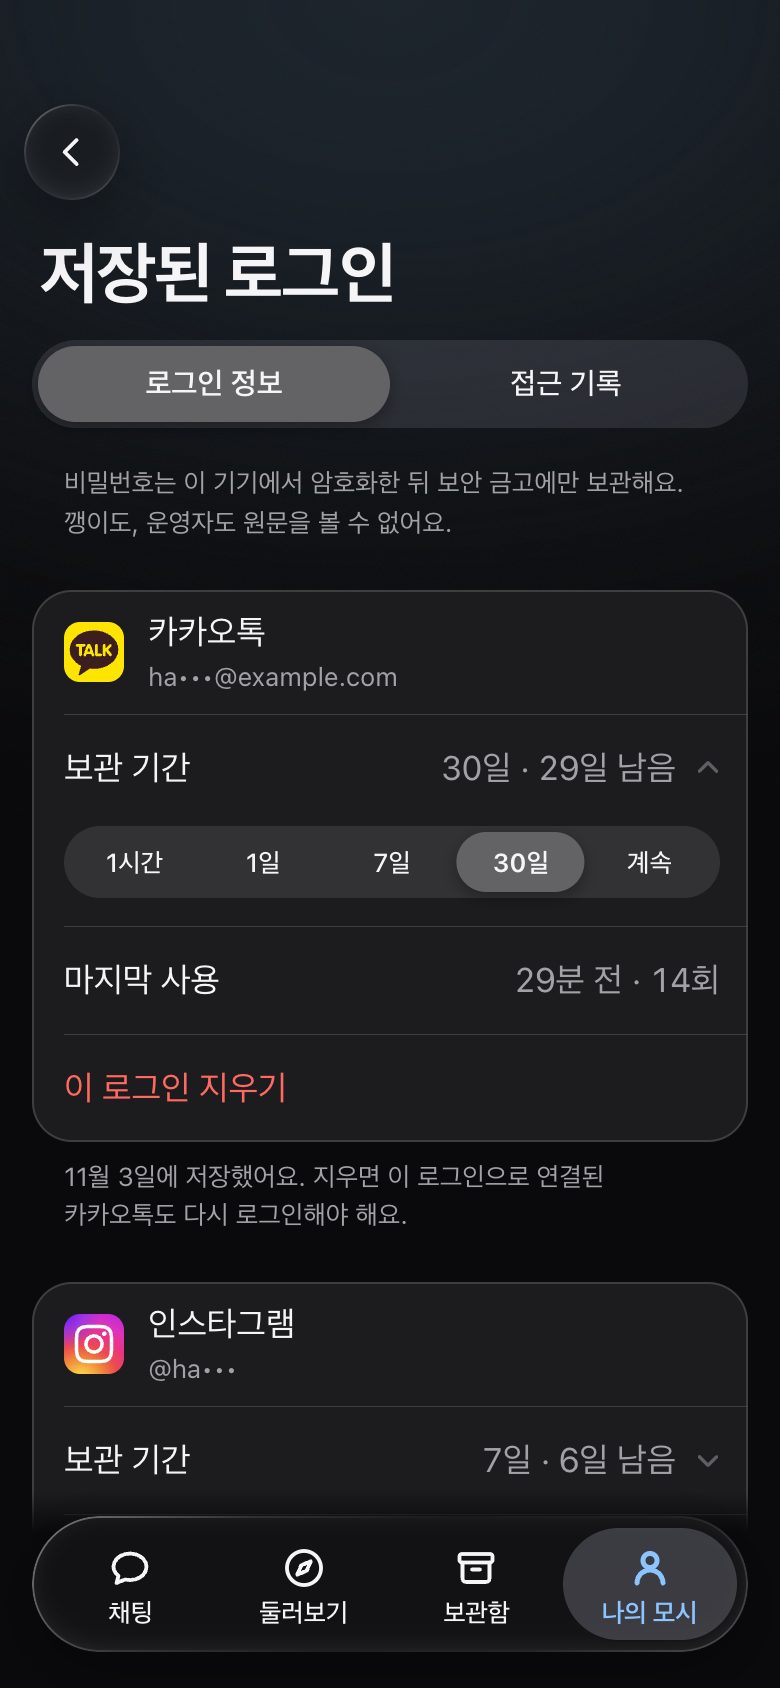 저장된 로그인
로그인 정보
접근 기록
비밀번호는 이 기기에서 암호화한 뒤 보안 금고에만 보관해요.
깽이도, 운영자도 원문을 볼 수 없어요.
TALK
카카오톡
ha•••@example.com
보관 기간
30일 · 29일 남음
1시간
1일
7일
30일
계속
마지막 사용
29분 전 · 14회
이 로그인 지우기
11월 3일에 저장했어요. 지우면 이 로그인으로 연결된
카카오톡도 다시 로그인해야 해요.
인스타그램
@ha•••
보관 기간
7일 · 6일 남음
채팅
둘러보기
보관함
나의 모시